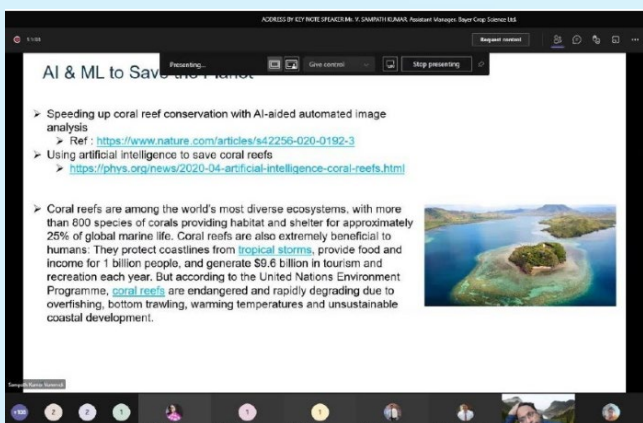 ADDRESS BY KEY NOTE SPEAKER Mr. V. SAMPATH KUMAR, Assistant Manager, Bayer Crop Science Ltd.
Request control
Presenting...
Give control
Stop presenting
AI & ML to Save the Planet
➢ Speeding up coral reef conservation with AI-aided automated image
analysis
➢ Ref : https://www.nature.com/articles/s42256-020-0192-3
➢ Using artificial intelligence to save coral reefs
➢ https://phys.org/news/2020-04-artificial-intelligence-coral-reefs.html
➢ Coral reefs are among the world's most diverse ecosystems, with more
than 800 species of corals providing habitat and shelter for approximately
25% of global marine life. Coral reefs are also extremely beneficial to
humans: They protect coastlines from tropical storms, provide food and
income for 1 billion people, and generate $9.6 billion in tourism and
recreation each year. But according to the United Nations Environment
Programme, coral reefs are endangered and rapidly degrading due to
overfishing, bottom trawling, warming temperatures and unsustainable
coastal development.
2
2
1
1
1